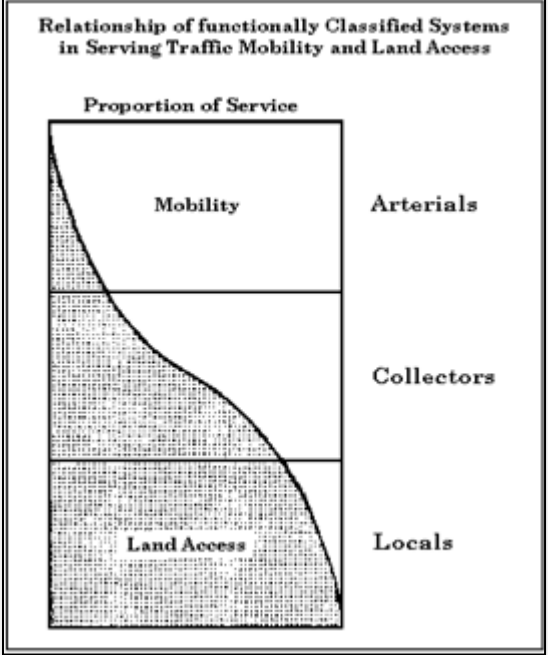 Relationship of functionally Classified Systems
in Serving Traffic Mobility and Land Access
Proportion of Service
Mobility
Arterials
Collectors
Land Access
Locals